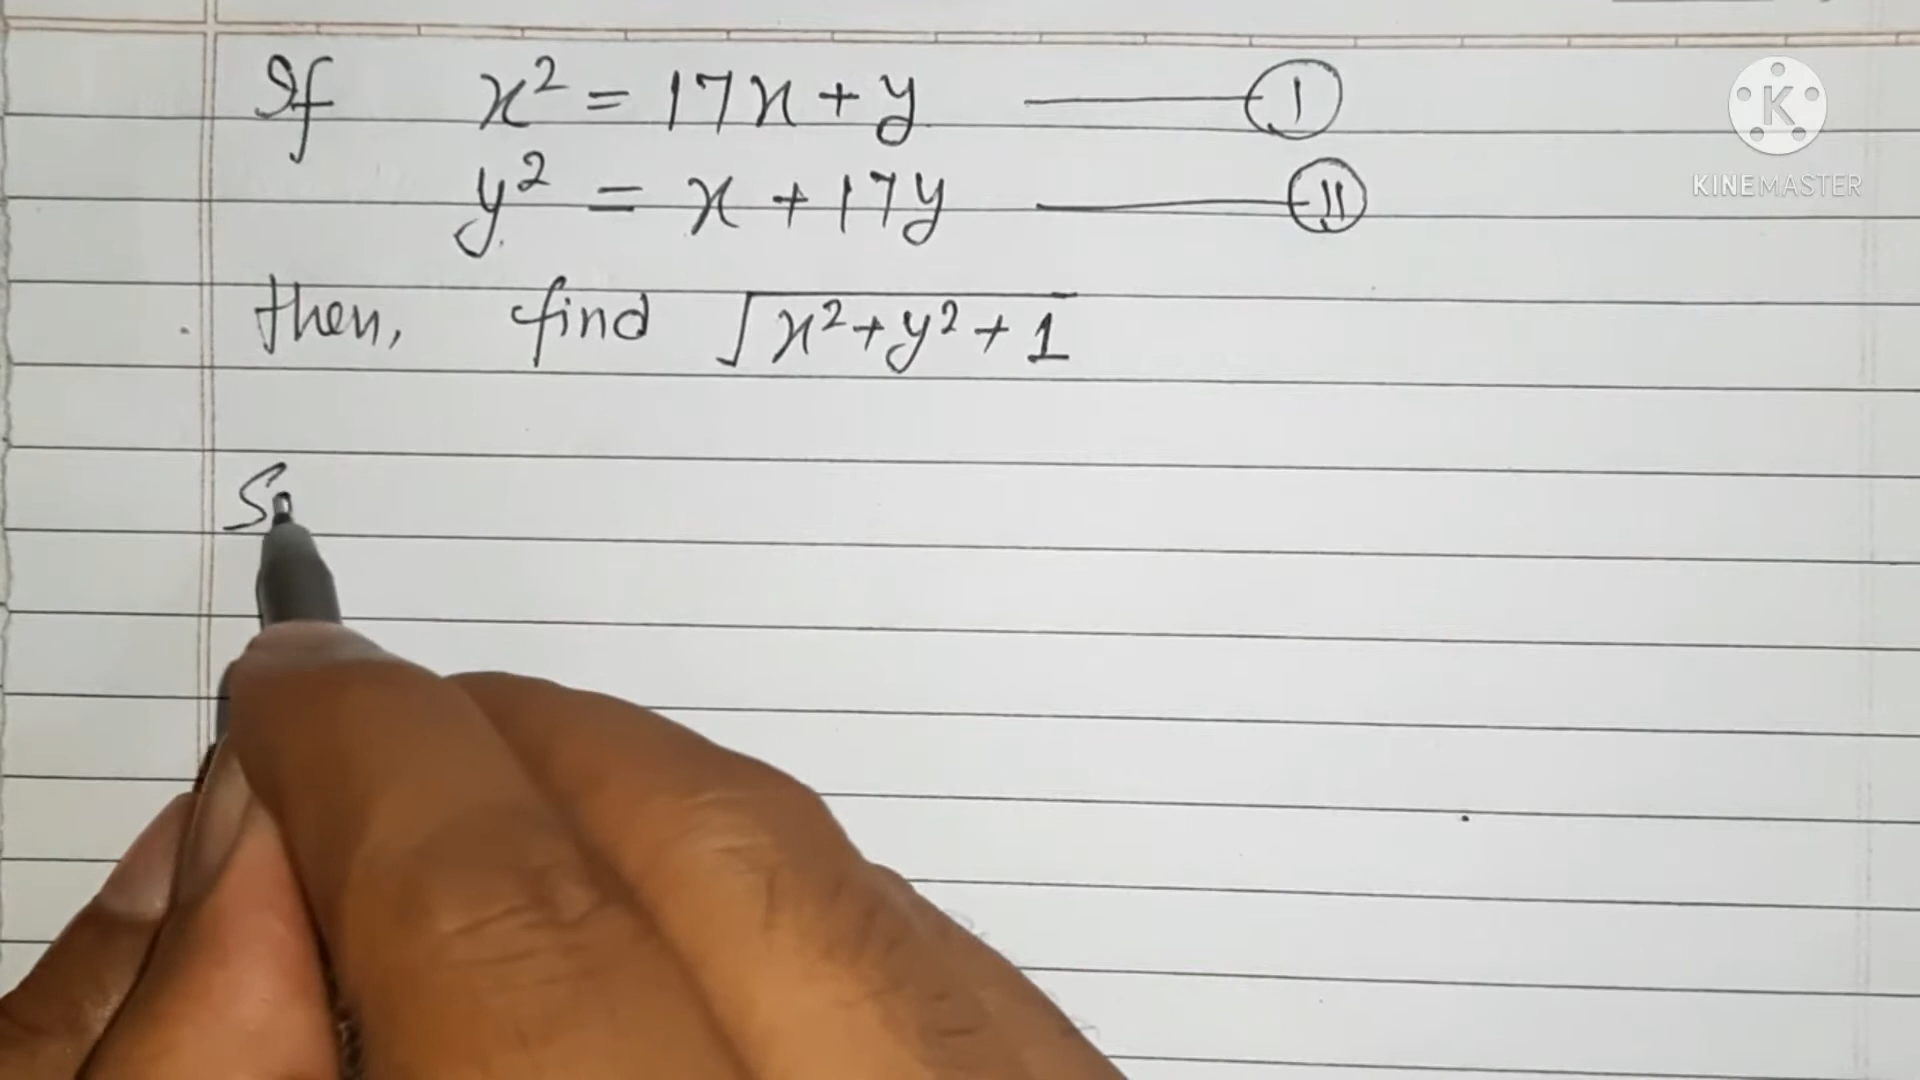 If x² = 17x + y —— I
y² = x + 17y —— II
then, find √x²+y²+1
S
K
KINEMASTER